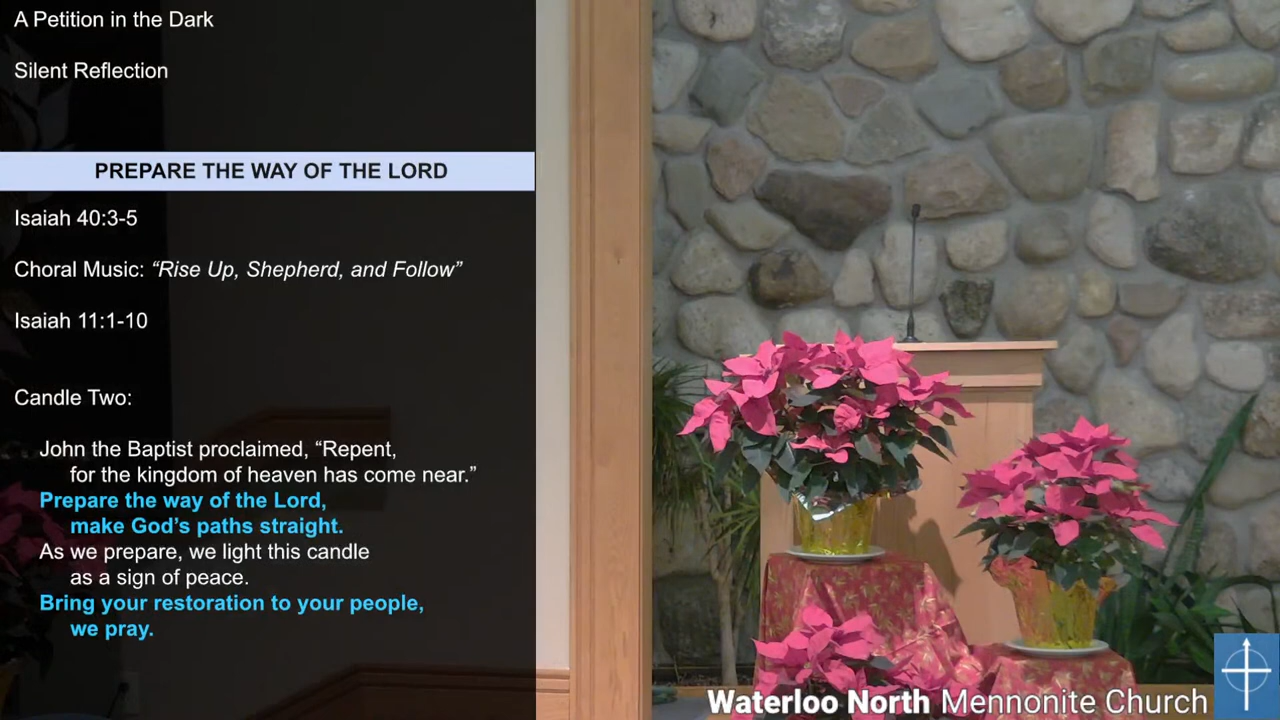 A Petition in the Dark
Silent Reflection
PREPARE THE WAY OF THE LORD
Isaiah 40:3-5
Choral Music: “Rise Up, Shepherd, and Follow”
Isaiah 11:1-10
Candle Two:
John the Baptist proclaimed, “Repent,
for the kingdom of heaven has come near.”
Prepare the way of the Lord,
make God’s paths straight.
As we prepare, we light this candle
as a sign of peace.
Bring your restoration to your people,
we pray.
Waterloo North Mennonite Church